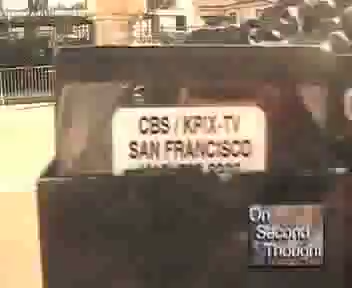 CBS / KPIX-TV
SAN FRANCISCO
On
Second
Thought